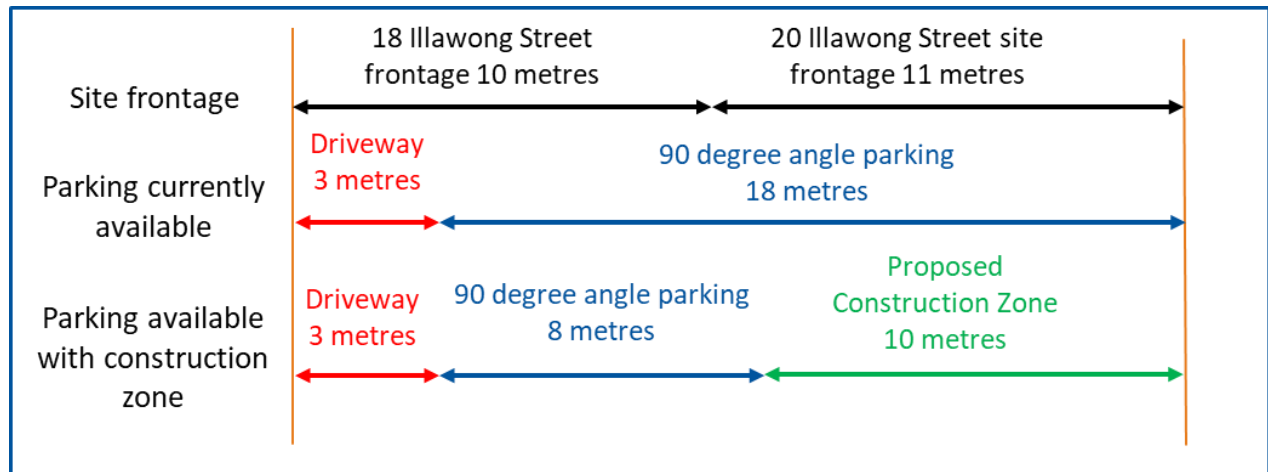 18 Illawong Street
frontage 10 metres
20 Illawong Street site
frontage 11 metres
Site frontage
Driveway
3 metres
90 degree angle parking
18 metres
Parking currently
available
Driveway
3 metres
90 degree angle parking
8 metres
Proposed
Construction Zone
10 metres
Parking available
with construction
zone